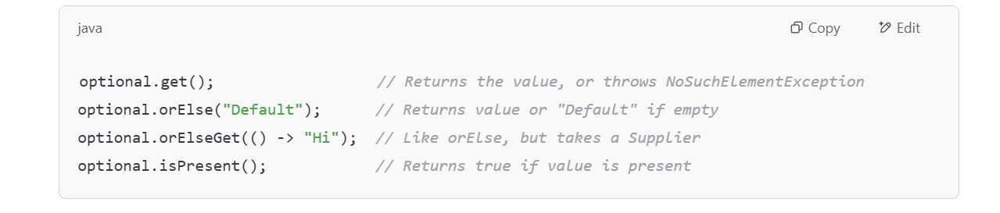 java Copy Edit
optional.get(); // Returns the value, or throws NoSuchElementException
optional.orElse("Default"); // Returns value or "Default" if empty
optional.orElseGet(() -> "Hi"); // Like orElse, but takes a Supplier
optional.isPresent(); // Returns true if value is present